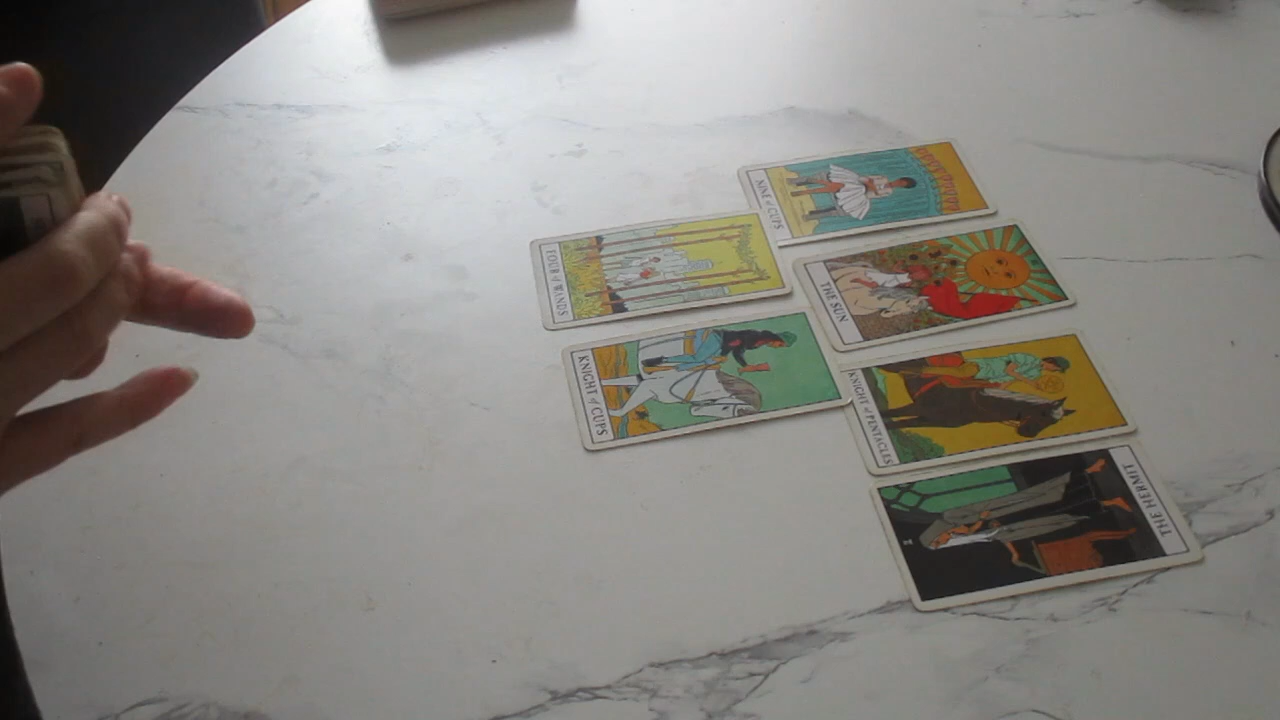 NINE of CUPS
FOUR of WANDS
THE SUN
KNIGHT of CUPS
KNIGHT of PENTACLES
THE HERMIT